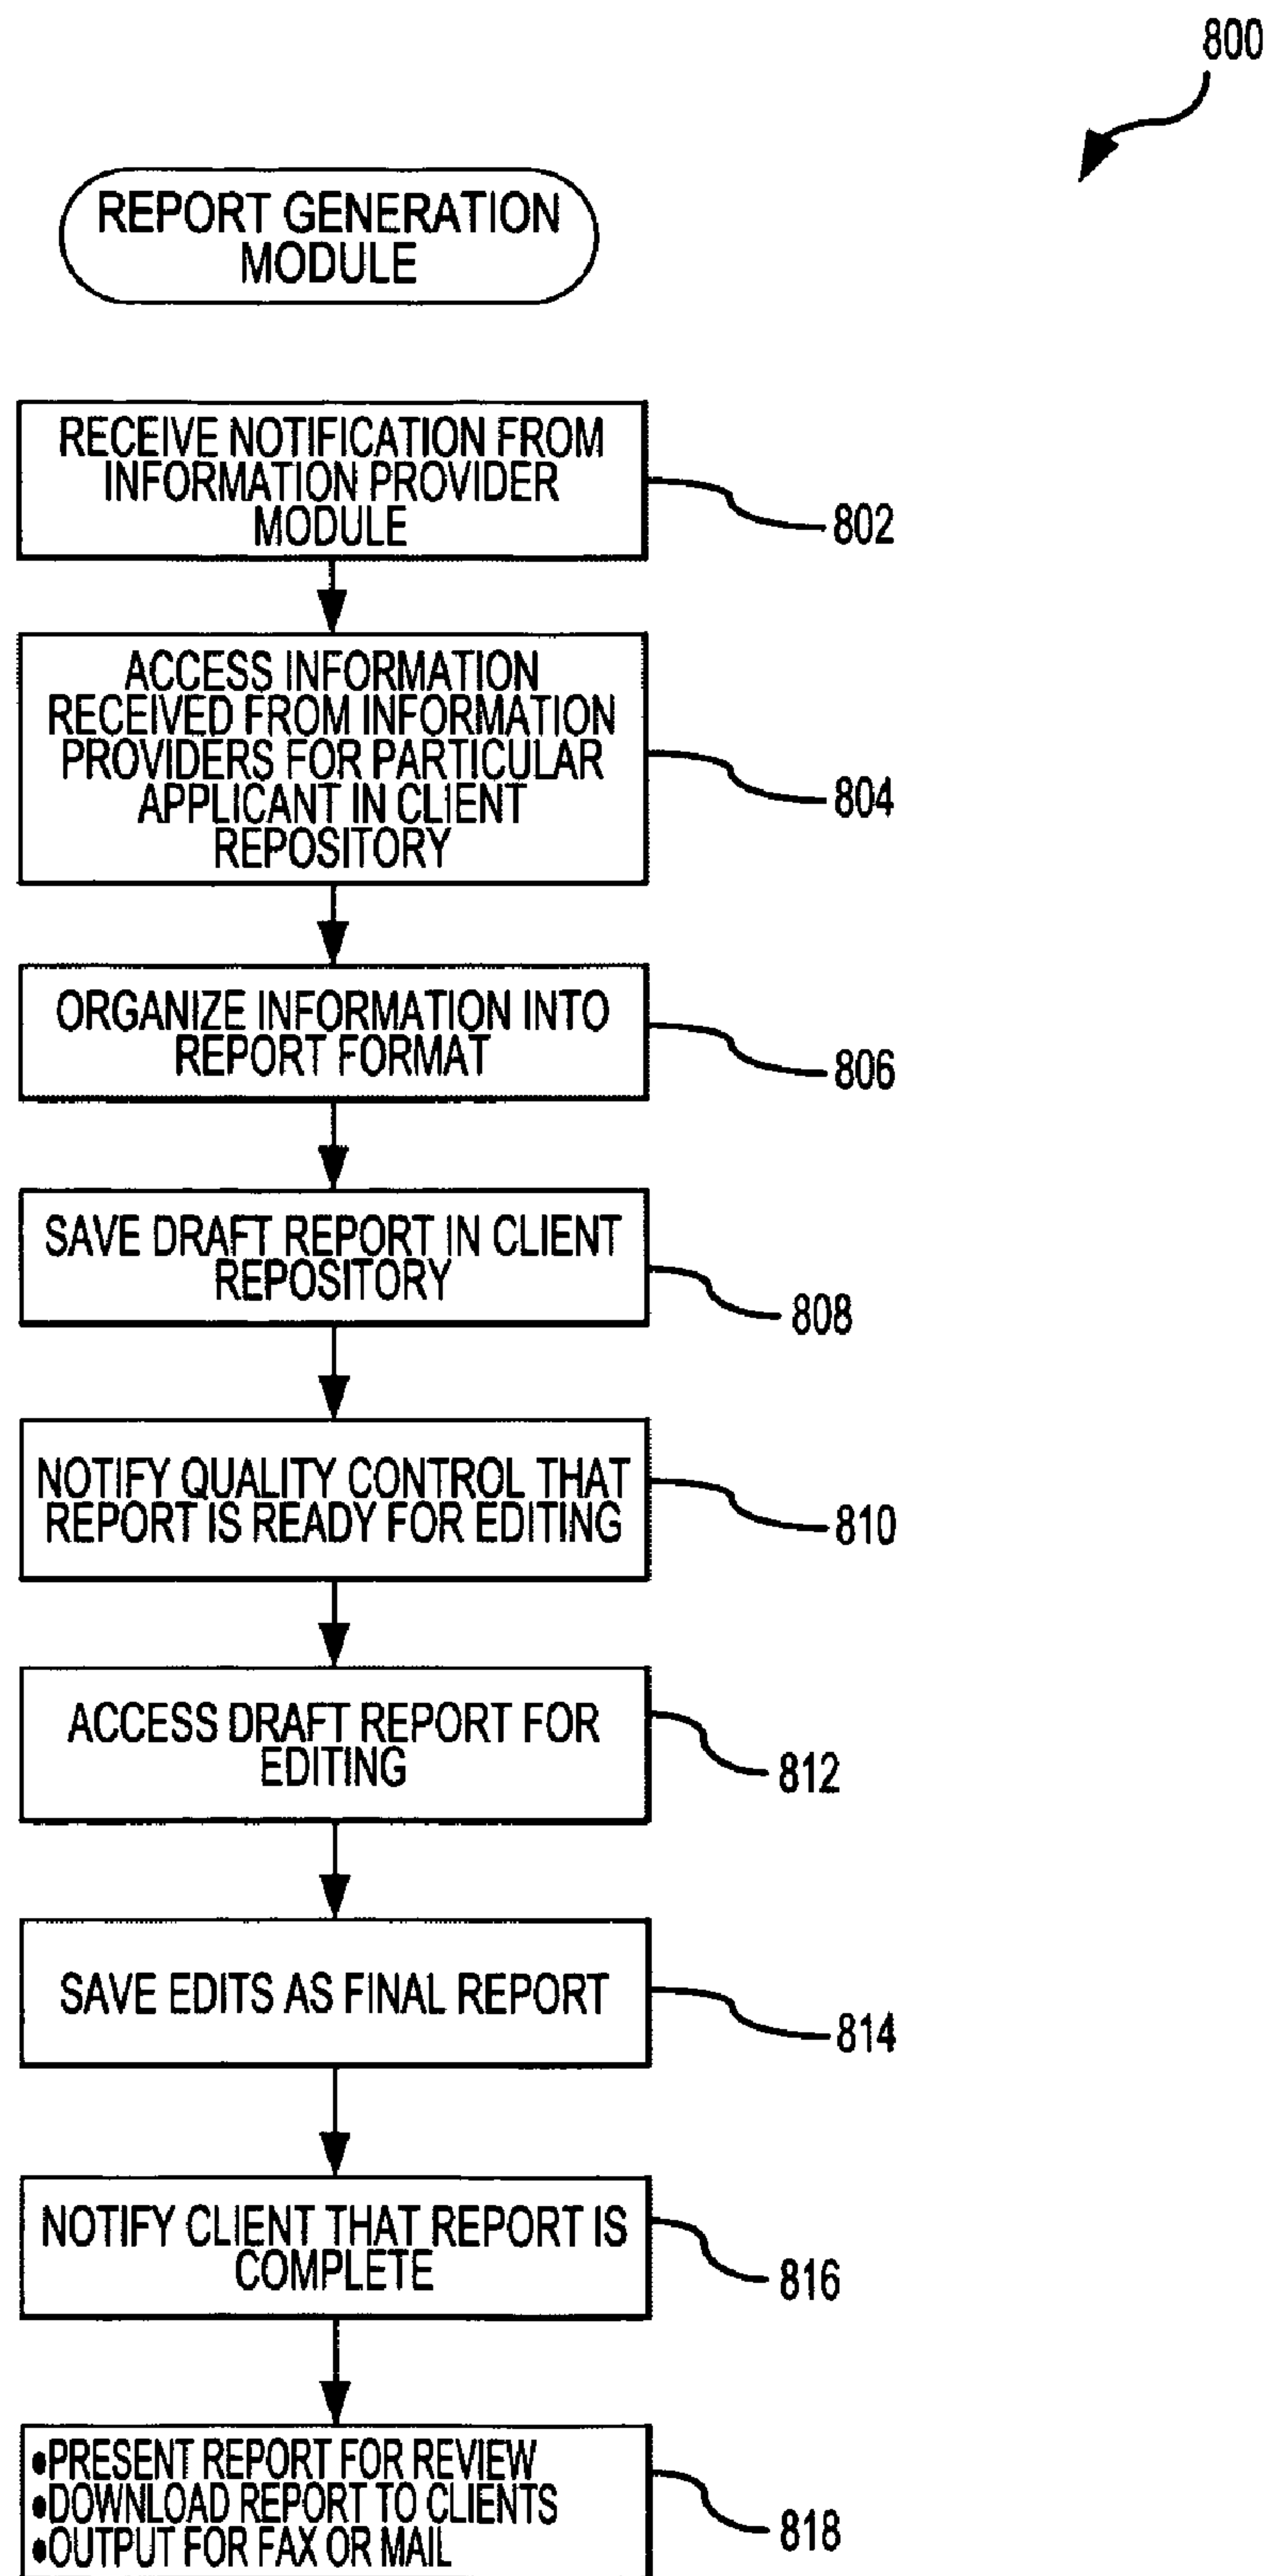 800
REPORT GENERATION
MODULE
RECEIVE NOTIFICATION FROM
INFORMATION PROVIDER
MODULE
802
ACCESS INFORMATION
RECEIVED FROM INFORMATION
PROVIDERS FOR PARTICULAR
APPLICANT IN CLIENT
REPOSITORY
804
ORGANIZE INFORMATION INTO
REPORT FORMAT
806
SAVE DRAFT REPORT IN CLIENT
REPOSITORY
808
NOTIFY QUALITY CONTROL THAT
REPORT IS READY FOR EDITING
810
ACCESS DRAFT REPORT FOR
EDITING
812
SAVE EDITS AS FINAL REPORT
814
NOTIFY CLIENT THAT REPORT IS
COMPLETE
816
•PRESENT REPORT FOR REVIEW
•DOWNLOAD REPORT TO CLIENTS
•OUTPUT FOR FAX OR MAIL
818